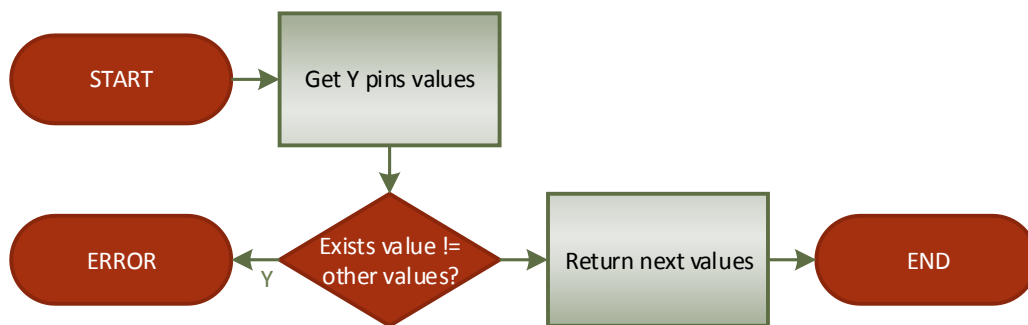 START
Get Y pins values
ERROR
Y
Exists value !=
other values?
Return next values
END